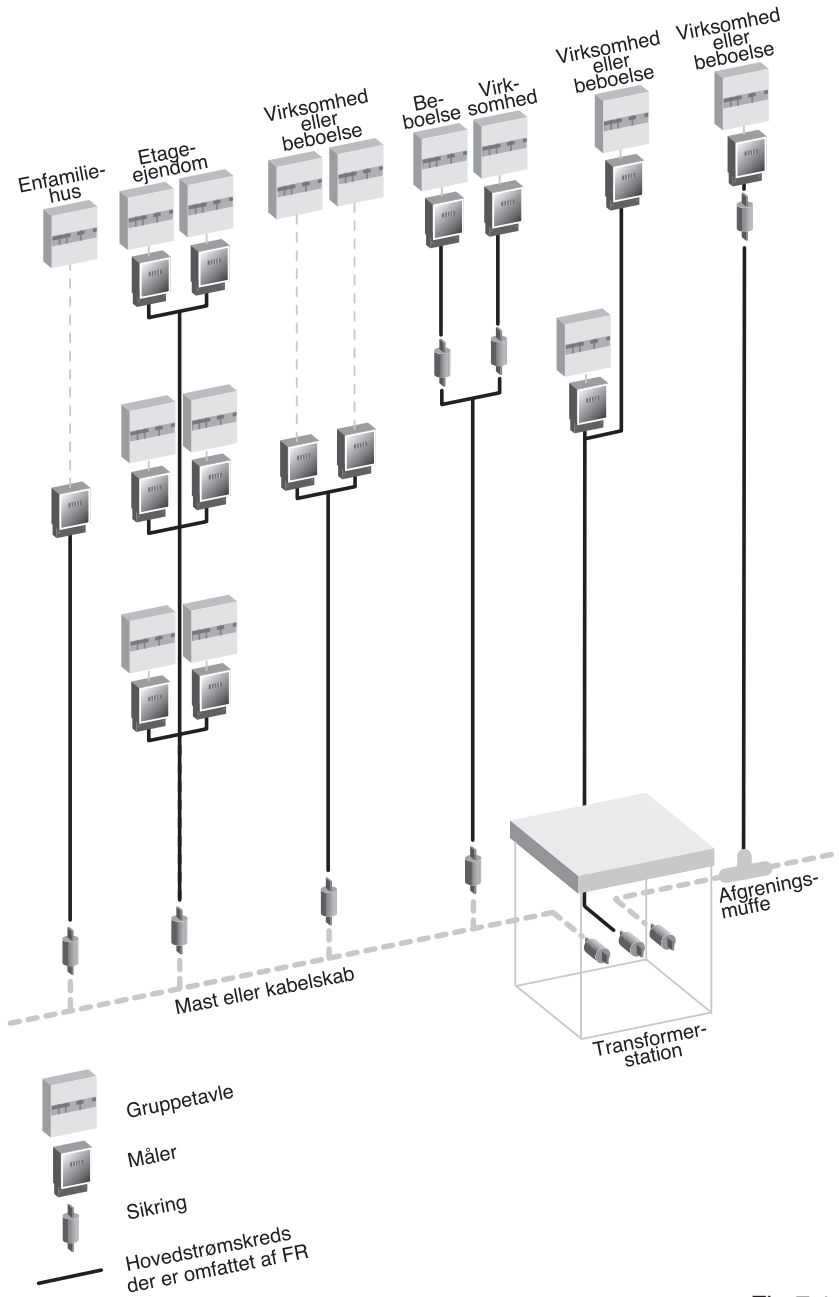 Enfamilie-
hus
Etage-
ejendom
Virksomhed
eller
beboelse
Be-
boelse
Virk-
somhed
Virksomhed
eller
beboelse
Virksomhed
eller
beboelse
Afgrenings-
muffe
Mast eller kabelskab
Transformer-
station
Gruppetavle
Måler
Sikring
Hovedstrømskreds
der er omfattet af FR